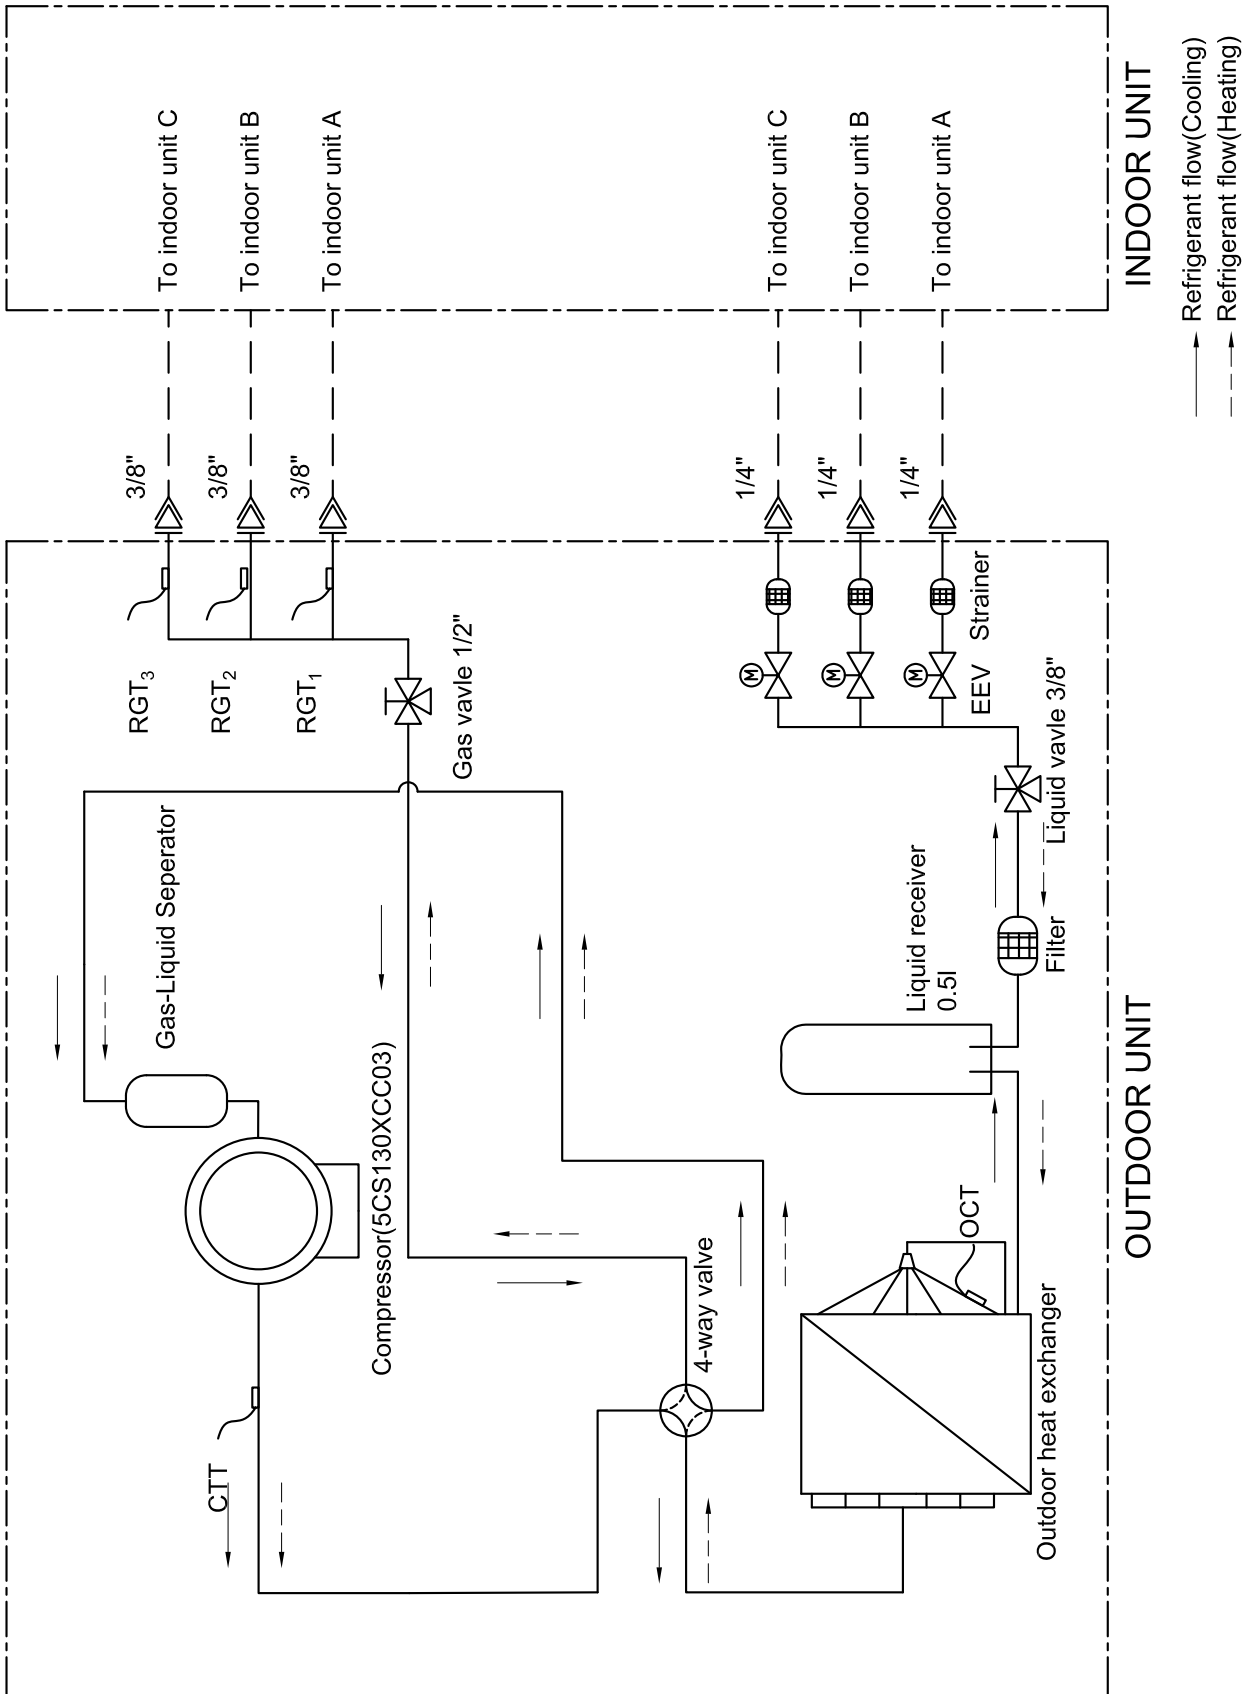 To indoor unit C
To indoor unit B
To indoor unit A
To indoor unit C
To indoor unit B
To indoor unit A
INDOOR UNIT
Refrigerant flow(Cooling)
Refrigerant flow(Heating)
3/8"
3/8"
3/8"
1/4"
1/4"
1/4"
RGT3
RGT2
RGT1
Gas vavle 1/2"
M
M
M
EEV
Strainer
Liquid vavle 3/8"
Gas-Liquid Seperator
Liquid receiver
0.5l
Filter
Compressor(5CS130XCC03)
4-way valve
OCT
CTT
Outdoor heat exchanger
OUTDOOR UNIT